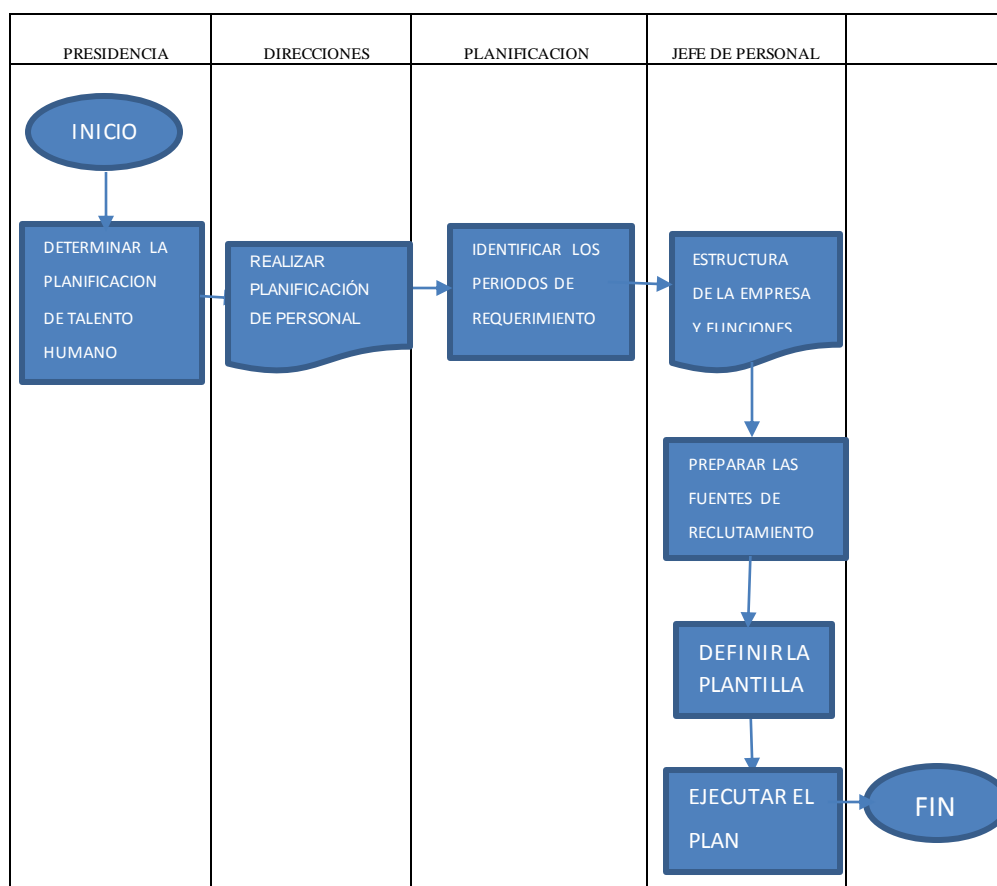 PRESIDENCIA
DIRECCIONES
PLANIFICACION
JEFE DE PERSONAL
INICIO
DETERMINAR LA
PLANIFICACION
DE TALENTO
HUMANO
REALIZAR
PLANIFICACIÓN
DE PERSONAL
IDENTIFICAR LOS
PERIODOS DE
REQUERIMIENTO
ESTRUCTURA
DE LA EMPRESA
Y FUNCIONES
PREPARAR LAS
FUENTES DE
RECLUTAMIENTO
DEFINIR LA
PLANTILLA
EJECUTAR EL
PLAN
FIN